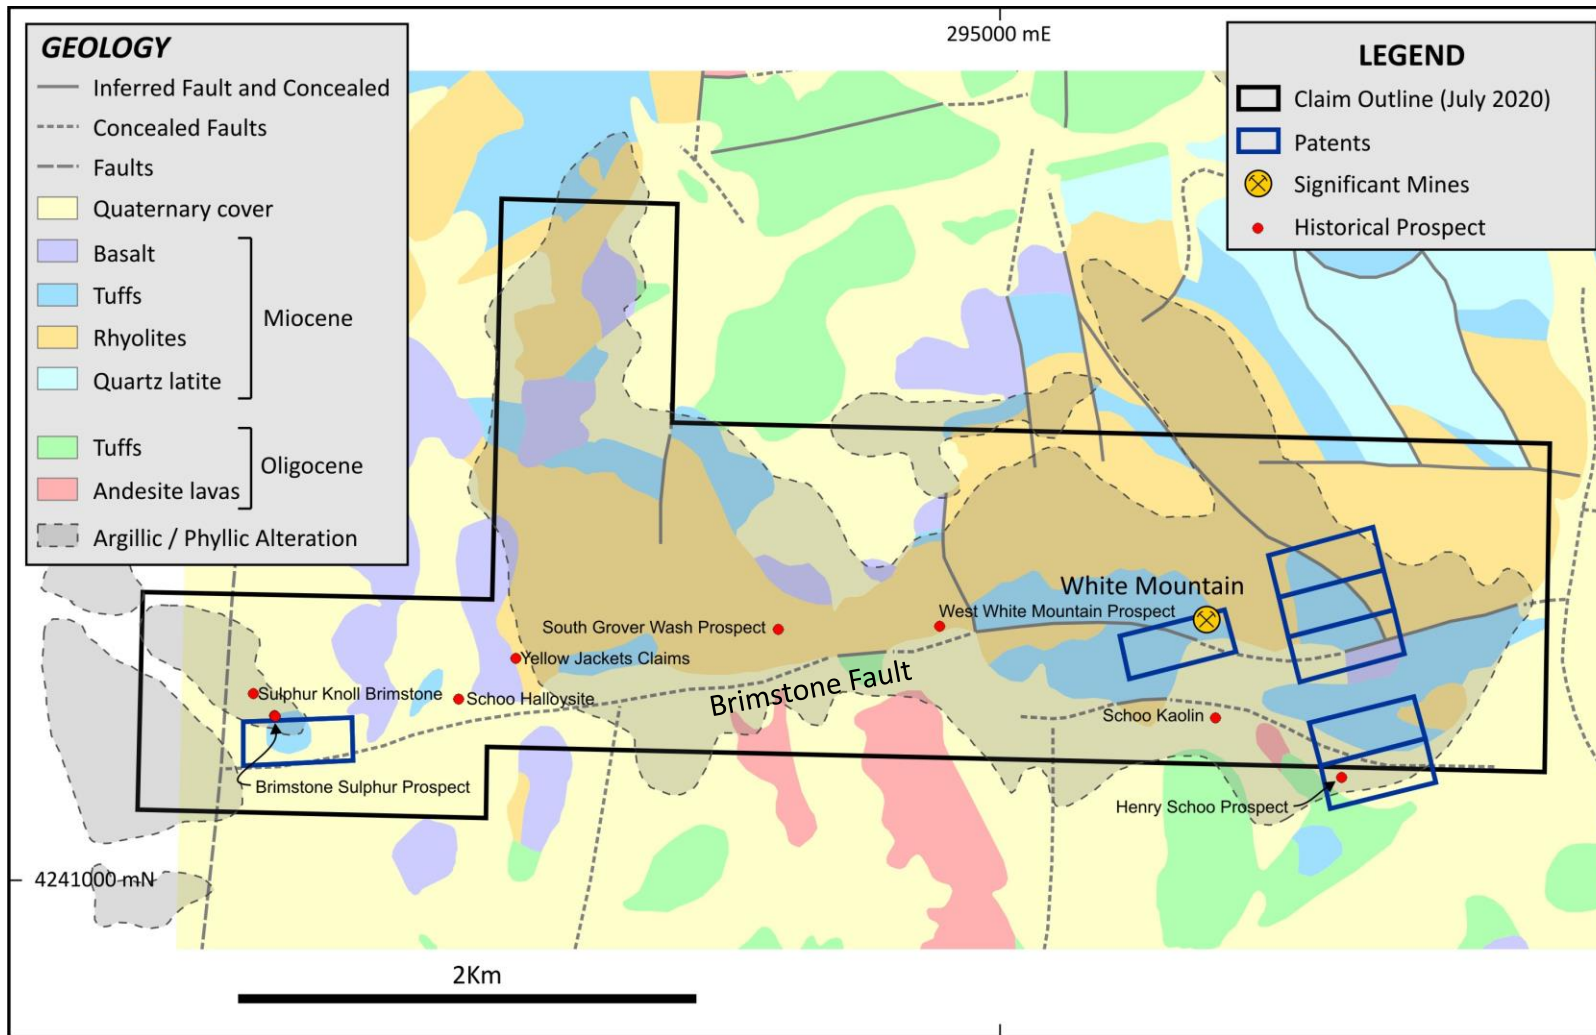 295000 mE
GEOLOGY
Inferred Fault and Concealed
Concealed Faults
Faults
Quaternary cover
Basalt
Tuffs
Rhyolites
Quartz latite
Miocene
Tuffs
Andesite lavas
Oligocene
Argillic / Phyllic Alteration
LEGEND
Claim Outline (July 2020)
Patents
Significant Mines
Historical Prospect
White Mountain
West White Mountain Prospect
South Grover Wash Prospect
Yellow Jackets Claims
Brimstone Fault
Sulphur Knoll Brimstone
Schoo Halloysite
Schoo Kaolin
Brimstone Sulphur Prospect
Henry Schoo Prospect
4241000 mN
2Km